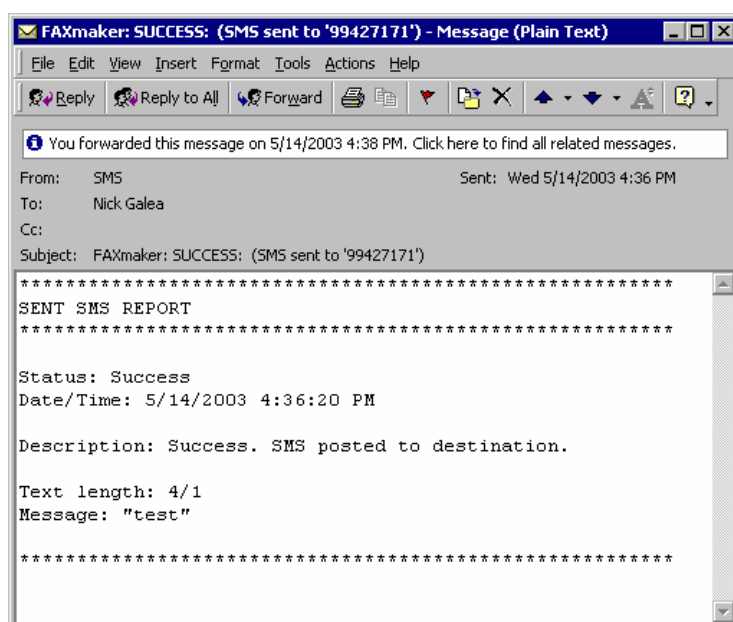 FAXmaker: SUCCESS: (SMS sent to '99427171') - Message (Plain Text)
File Edit View Insert Format Tools Actions Help
Reply Reply to All Forward
You forwarded this message on 5/14/2003 4:38 PM. Click here to find all related messages.
From: SMS Sent: Wed 5/14/2003 4:36 PM
To: Nick Galea
Cc:
Subject: FAXmaker: SUCCESS: (SMS sent to '99427171')
*********************************************************
SENT SMS REPORT
*********************************************************
Status: Success
Date/Time: 5/14/2003 4:36:20 PM
Description: Success. SMS posted to destination.
Text length: 4/1
Message: "test"
*********************************************************